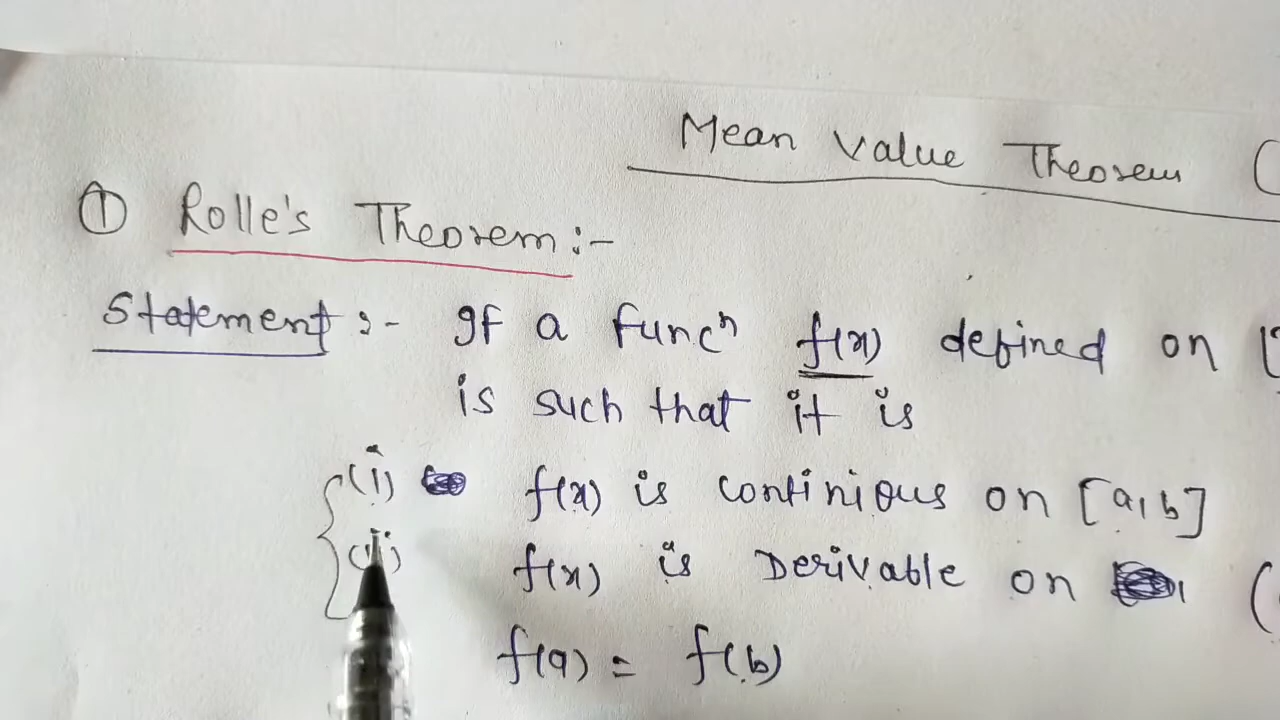 Mean Value Theorem (
① Rolle's Theorem:-
Statement :- If a funcⁿ f(x) defined on [
is such that it is
(i) f(x) is continious on [a,b]
(ii) f(x) is Derivable on (
f(a) = f(b)